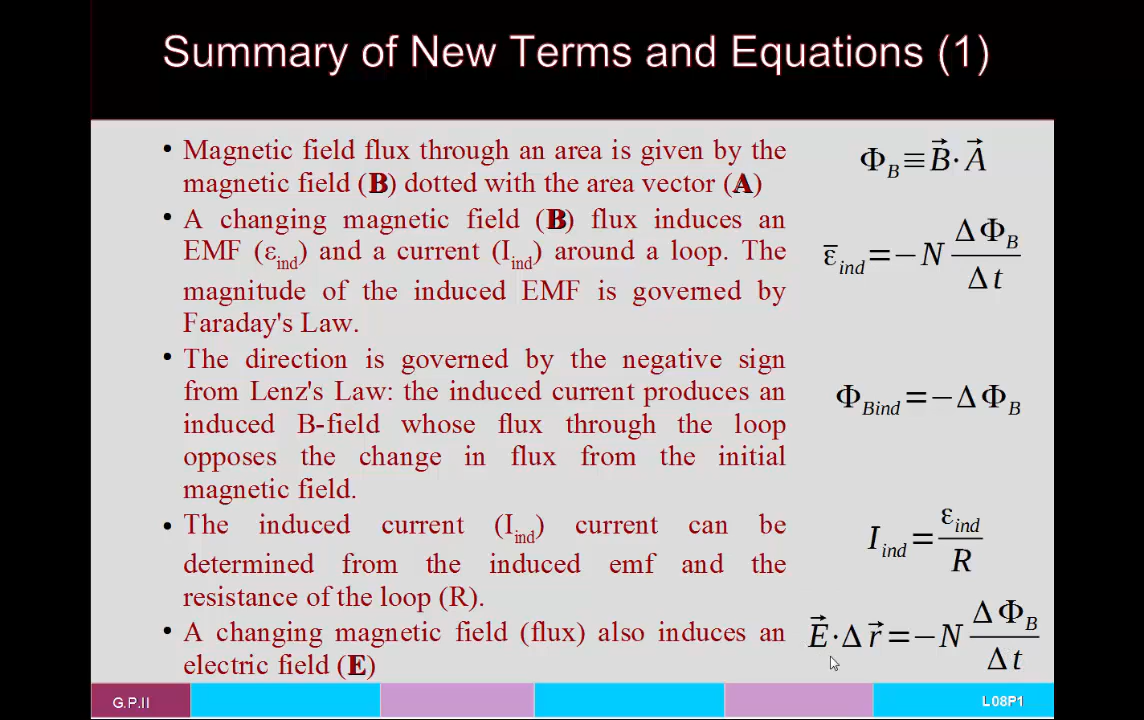 Summary of New Terms and Equations (1)
• Magnetic field flux through an area is given by the
magnetic field (B) dotted with the area vector (A)
Φ_B ≡ B⃗ · A⃗
• A changing magnetic field (B) flux induces an
EMF (ε_ind) and a current (I_ind) around a loop. The
magnitude of the induced EMF is governed by
Faraday's Law.
ε̅_ind = −N ΔΦ_B / Δt
• The direction is governed by the negative sign
from Lenz's Law: the induced current produces an
induced B-field whose flux through the loop
opposes the change in flux from the initial
magnetic field.
Φ_Bind = −ΔΦ_B
• The induced current (I_ind) current can be
determined from the induced emf and the
resistance of the loop (R).
I_ind = ε_ind / R
• A changing magnetic field (flux) also induces an
electric field (E)
E⃗ · Δr⃗ = −N ΔΦ_B / Δt
G.P.II
L08P1